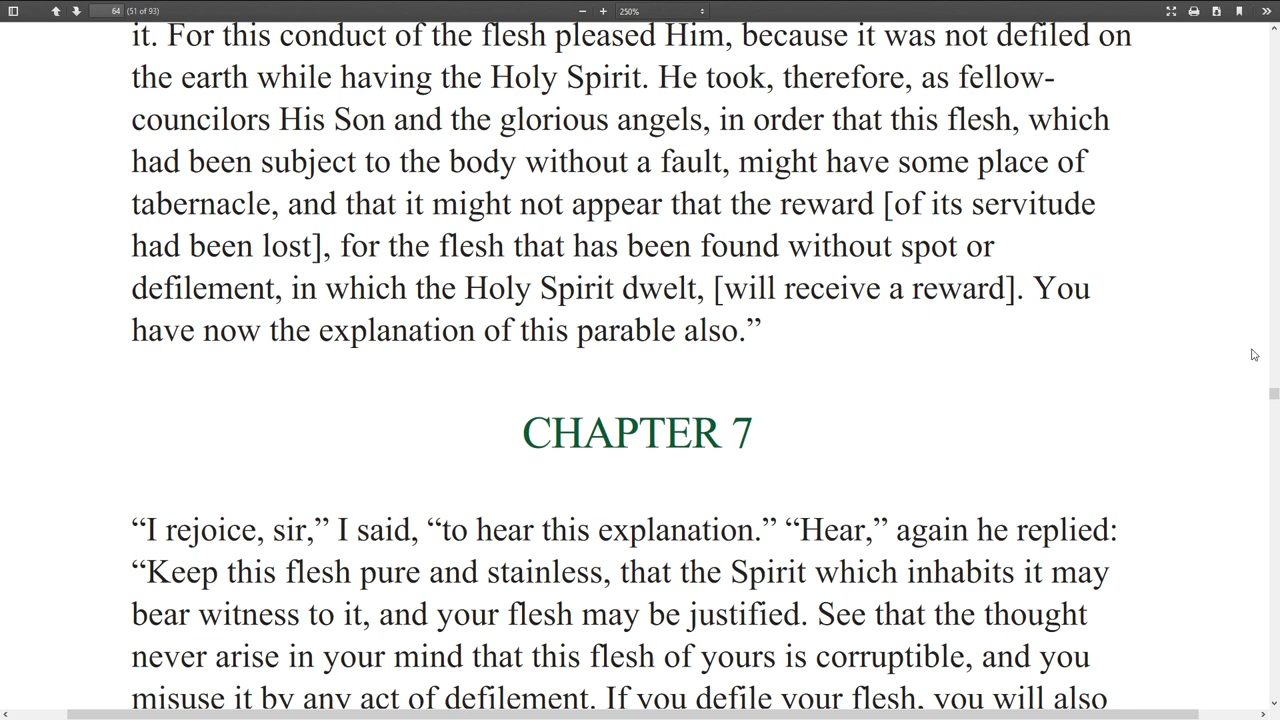 64 (51 of 93) 250%
it. For this conduct of the flesh pleased Him, because it was not defiled on
the earth while having the Holy Spirit. He took, therefore, as fellow-
councilors His Son and the glorious angels, in order that this flesh, which
had been subject to the body without a fault, might have some place of
tabernacle, and that it might not appear that the reward [of its servitude
had been lost], for the flesh that has been found without spot or
defilement, in which the Holy Spirit dwelt, [will receive a reward]. You
have now the explanation of this parable also.”
CHAPTER 7
“I rejoice, sir,” I said, “to hear this explanation.” “Hear,” again he replied:
“Keep this flesh pure and stainless, that the Spirit which inhabits it may
bear witness to it, and your flesh may be justified. See that the thought
never arise in your mind that this flesh of yours is corruptible, and you
misuse it by any act of defilement. If you defile your flesh, you will also